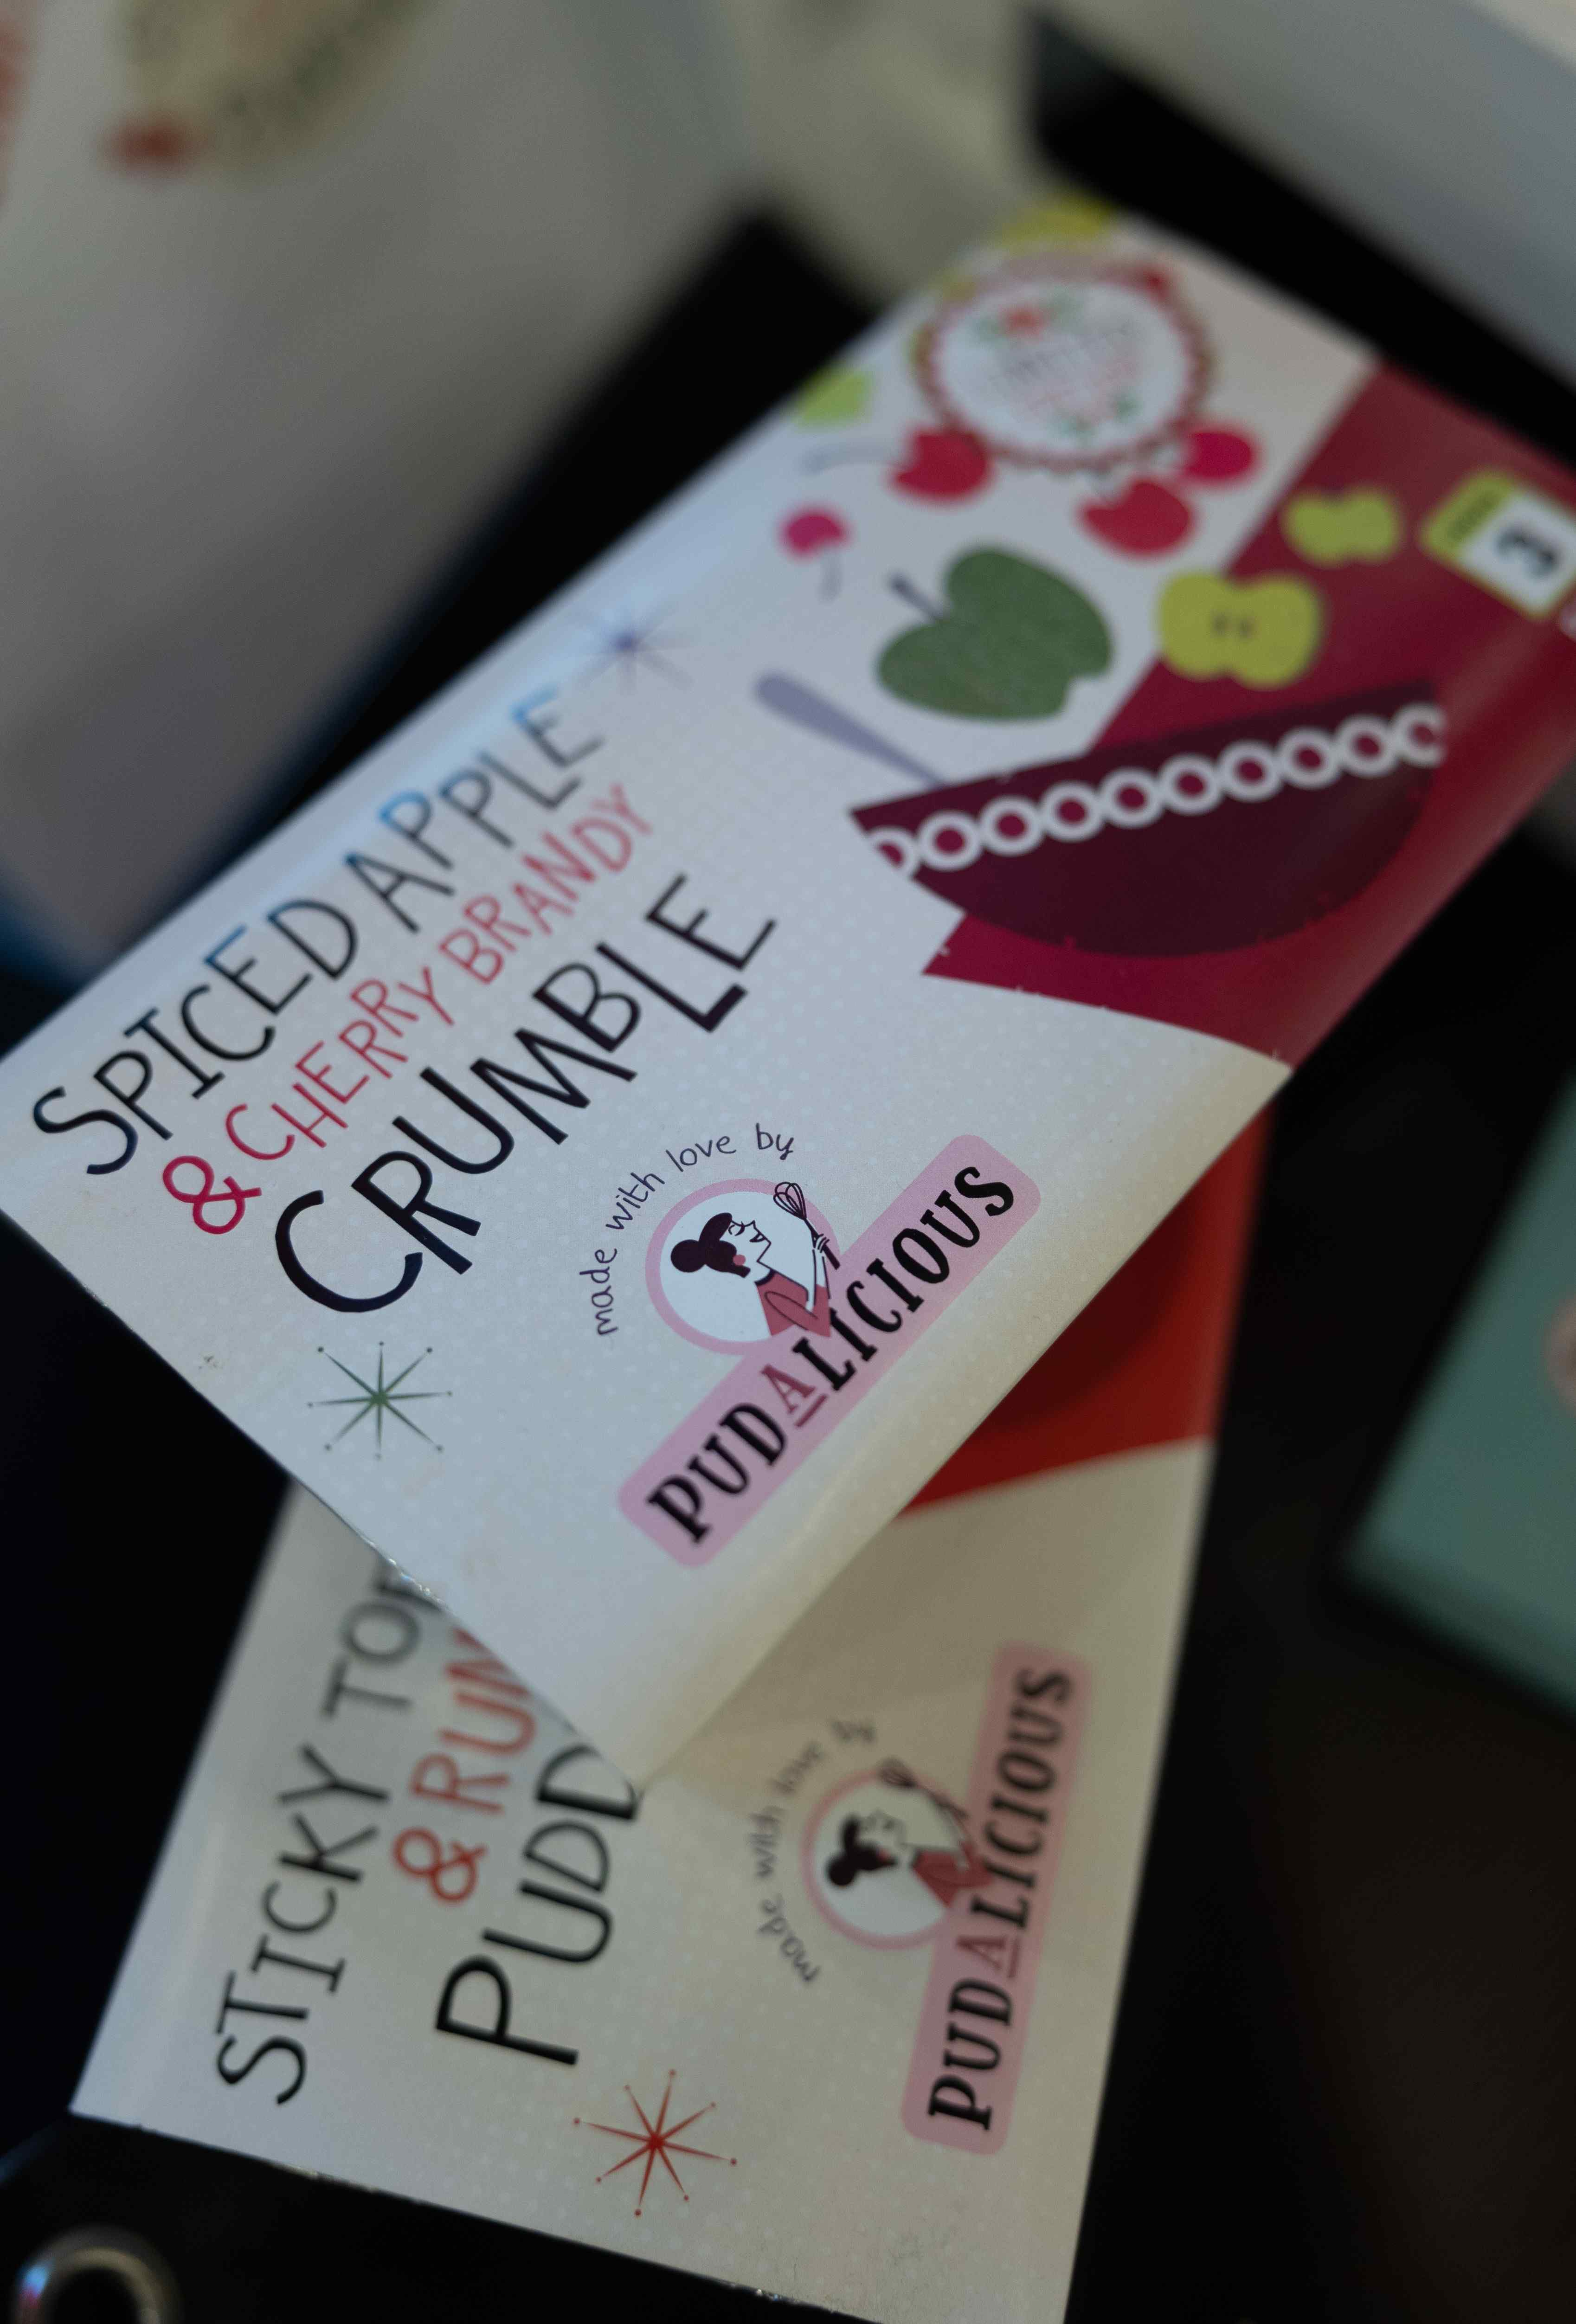 SPICED APPLE
& CHERRY BRANDY
CRUMBLE
made with love by
PUDALICIOUS
3
STICKY
& RUM
PUDD
made with love by
PUDALICIOUS